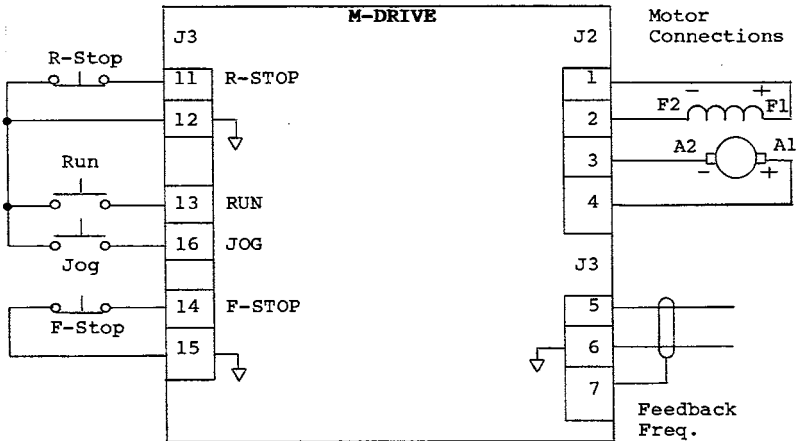 M-DRIVE
J3
R-Stop
11 R-STOP
12
Run
13 RUN
16 JOG
Jog
14 F-STOP
F-Stop
15
J2
Motor
Connections
1
- +
2
F2 F1
3
A2 A1
- +
4
J3
5
6
7
Feedback
Freq.